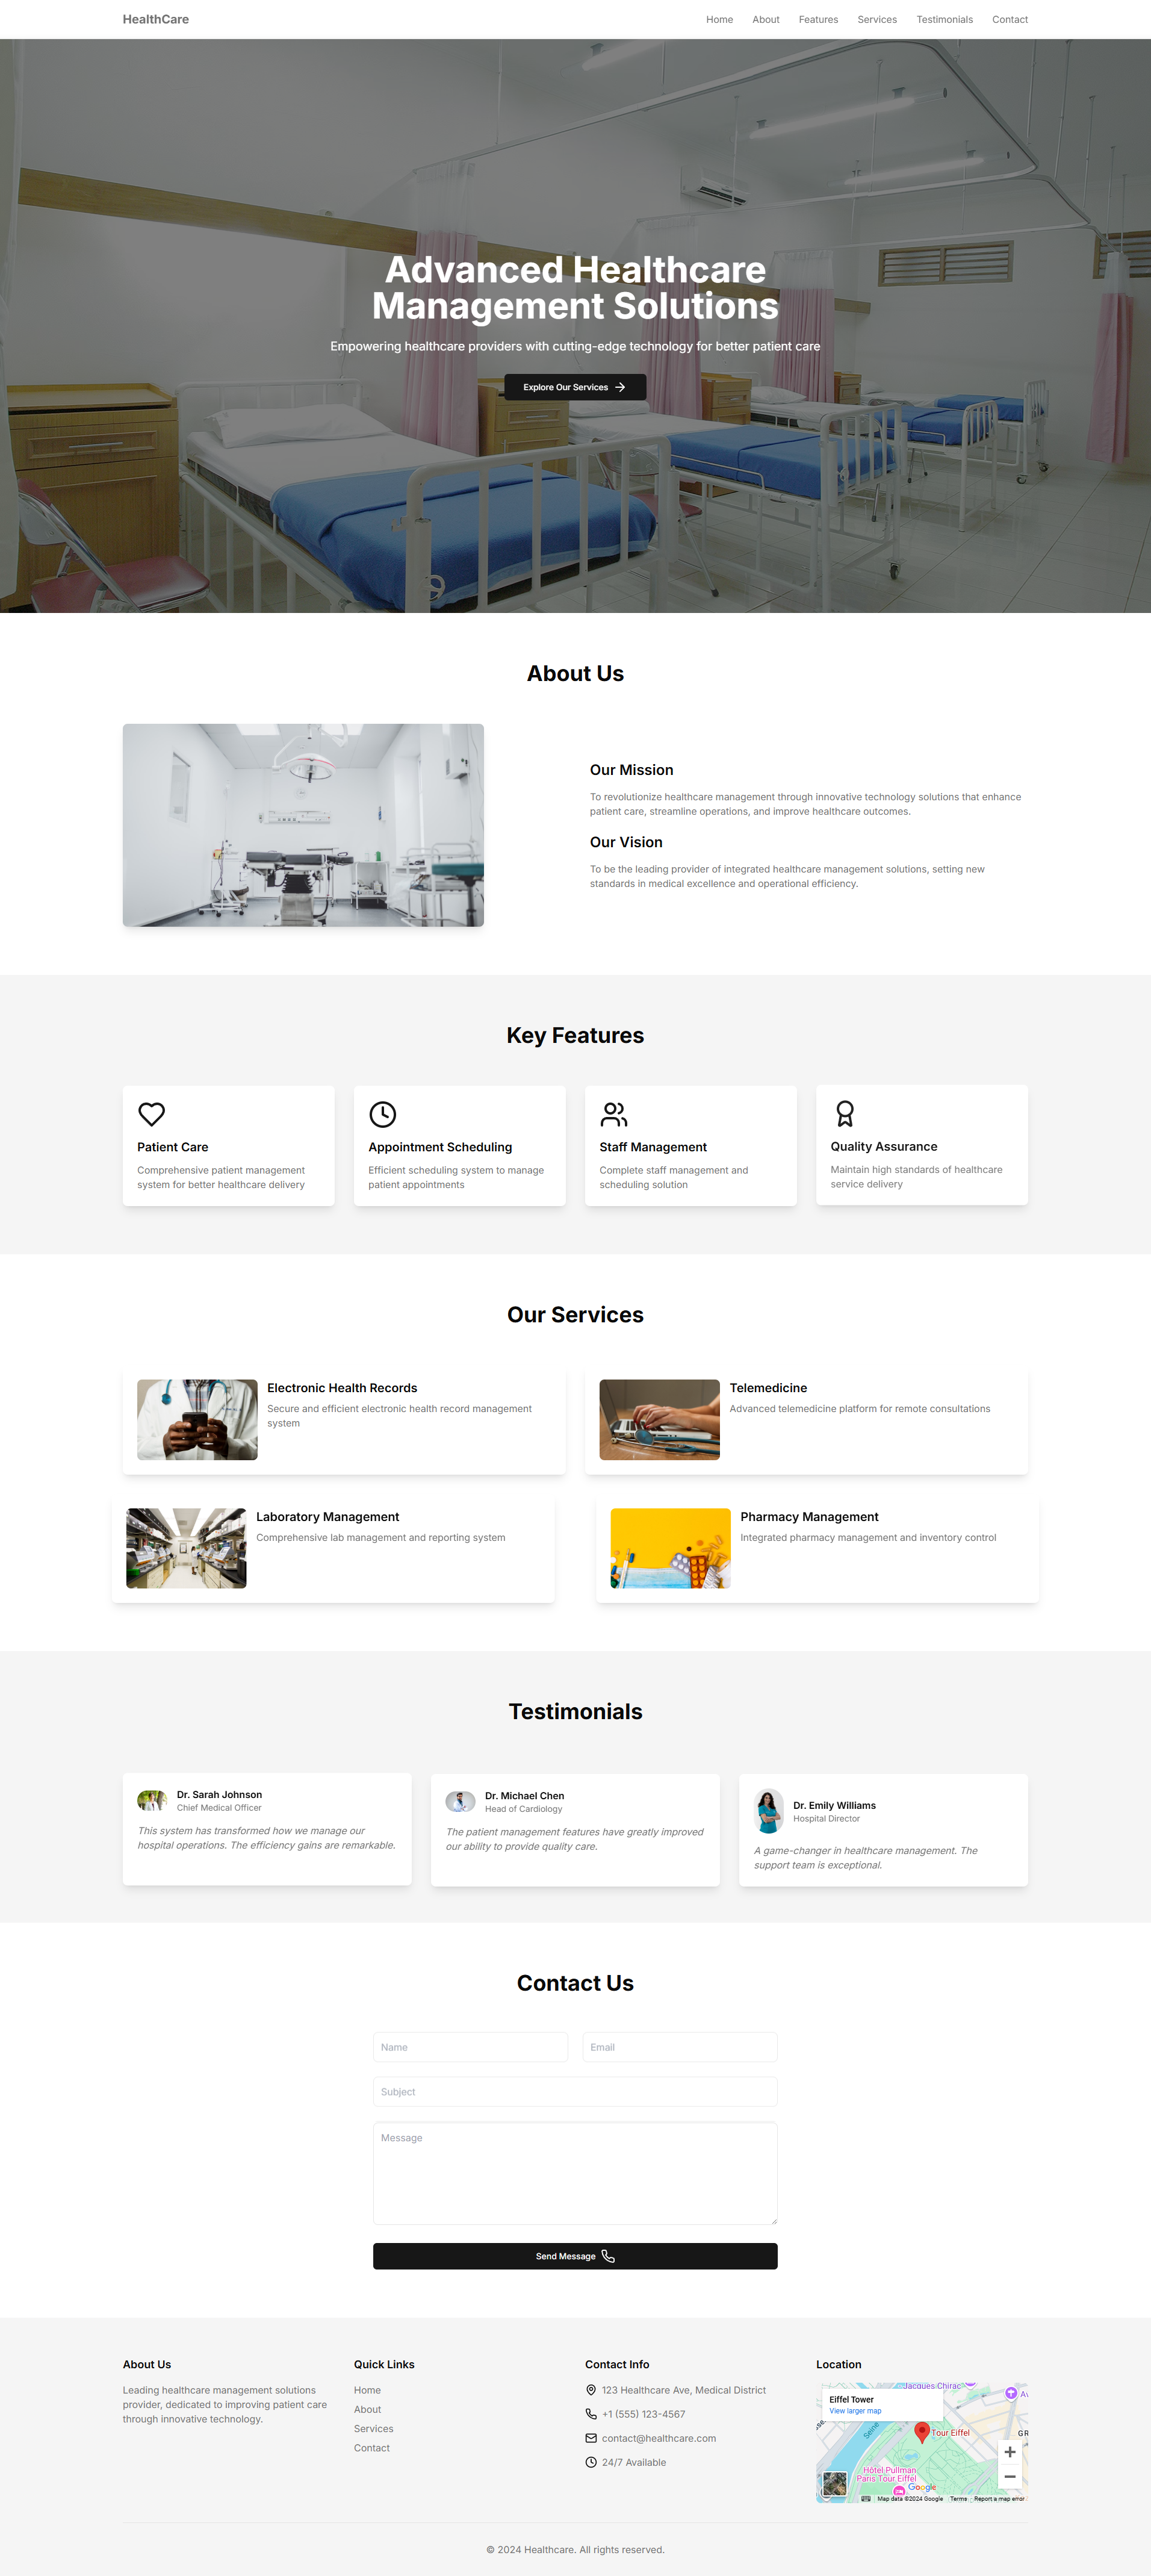 HealthCare
Home About Features Services Testimonials Contact
Advanced Healthcare
Management Solutions
Empowering healthcare providers with cutting-edge technology for better patient care
Explore Our Services
About Us
Our Mission
To revolutionize healthcare management through innovative technology solutions that enhance
patient care, streamline operations, and improve healthcare outcomes.
Our Vision
To be the leading provider of integrated healthcare management solutions, setting new
standards in medical excellence and operational efficiency.
Key Features
Patient Care
Comprehensive patient management
system for better healthcare delivery
Appointment Scheduling
Efficient scheduling system to manage
patient appointments
Staff Management
Complete staff management and
scheduling solution
Quality Assurance
Maintain high standards of healthcare
service delivery
Our Services
Electronic Health Records
Secure and efficient electronic health record management
system
Telemedicine
Advanced telemedicine platform for remote consultations
Laboratory Management
Comprehensive lab management and reporting system
Pharmacy Management
Integrated pharmacy management and inventory control
Testimonials
Dr. Sarah Johnson
Chief Medical Officer
This system has transformed how we manage our
hospital operations. The efficiency gains are remarkable.
Dr. Michael Chen
Head of Cardiology
The patient management features have greatly improved
our ability to provide quality care.
Dr. Emily Williams
Hospital Director
A game-changer in healthcare management. The
support team is exceptional.
Contact Us
Name
Email
Subject
Message
Send Message
About Us
Leading healthcare management solutions
provider, dedicated to improving patient care
through innovative technology.
Quick Links
Home
About
Services
Contact
Contact Info
123 Healthcare Ave, Medical District
+1 (555) 123-4567
contact@healthcare.com
24/7 Available
Location
Jacques Chirac
Eiffel Tower
View larger map
Seine
Tour Eiffel
GR
Hôtel Pullman
Paris Tour Eiffel
Google
Map data ©2024 Google Terms Report a map error
© 2024 Healthcare. All rights reserved.